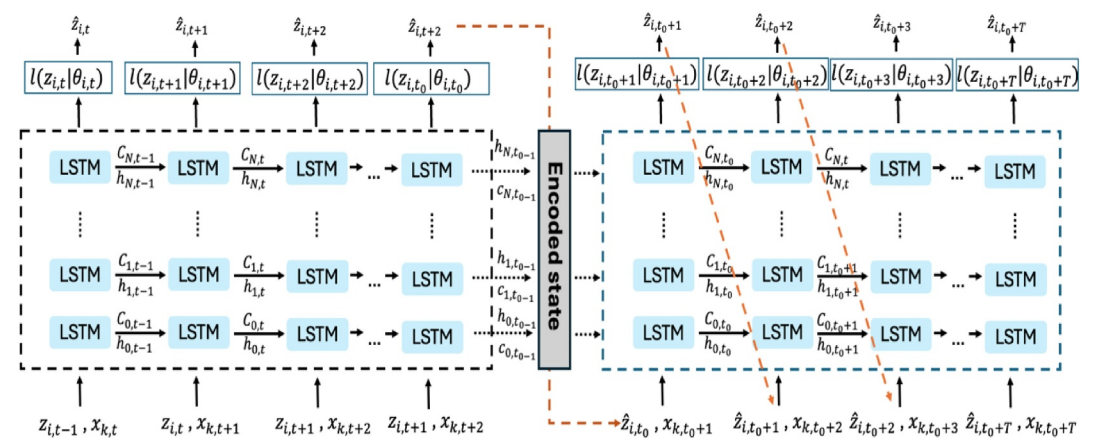 ẑ_{i,t} ẑ_{i,t+1} ẑ_{i,t+2} ẑ_{i,t+2} ẑ_{i,t₀+1} ẑ_{i,t₀+2} ẑ_{i,t₀+3} ẑ_{i,t₀+T}
l(z_{i,t}|θ_{i,t}) l(z_{i,t+1}|θ_{i,t+1}) l(z_{i,t+2}|θ_{i,t+2}) l(z_{i,t₀}|θ_{i,t₀}) l(z_{i,t₀+1}|θ_{i,t₀+1}) l(z_{i,t₀+2}|θ_{i,t₀+2}) l(z_{i,t₀+3}|θ_{i,t₀+3}) l(z_{i,t₀+T}|θ_{i,t₀+T})
C_{N,t−1} C_{N,t} h_{N,t₀−1} C_{N,t₀} C_{N,t}
LSTM LSTM LSTM ... LSTM LSTM LSTM LSTM ... LSTM
h_{N,t−1} h_{N,t} c_{N,t₀−1} h_{N,t₀} h_{N,t}
Encoded state
C_{1,t−1} C_{1,t} h_{1,t₀−1} C_{1,t₀} C_{1,t₀+1}
LSTM LSTM LSTM ... LSTM LSTM LSTM LSTM ... LSTM
h_{1,t−1} h_{1,t} c_{1,t₀−1} h_{1,t₀} h_{1,t₀+1}
C_{0,t−1} C_{0,t} h_{0,t₀−1} C_{0,t₀} C_{0,t₀+1}
LSTM LSTM LSTM ... LSTM LSTM LSTM LSTM ... LSTM
h_{0,t−1} h_{0,t} c_{0,t₀−1} h_{0,t₀} h_{0,t₀+1}
z_{i,t−1} , x_{k,t} z_{i,t} , x_{k,t+1} z_{i,t+1} , x_{k,t+2} z_{i,t+1} , x_{k,t+2} ẑ_{i,t₀} , x_{k,t₀+1} ẑ_{i,t₀+1} , x_{k,t₀+2} ẑ_{i,t₀+2} , x_{k,t₀+3} ẑ_{i,t₀+T} , x_{k,t₀+T}